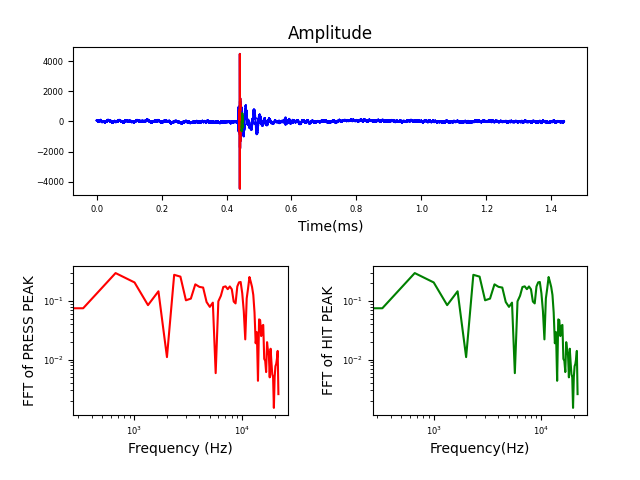 Amplitude
4000
2000
0
−2000
−4000
0.0 0.2 0.4 0.6 0.8 1.0 1.2 1.4
Time(ms)
FFT of PRESS PEAK
10⁻¹
10⁻²
10³ 10⁴
Frequency (Hz)
FFT of HIT PEAK
10⁻¹
10⁻²
10³ 10⁴
Frequency(Hz)